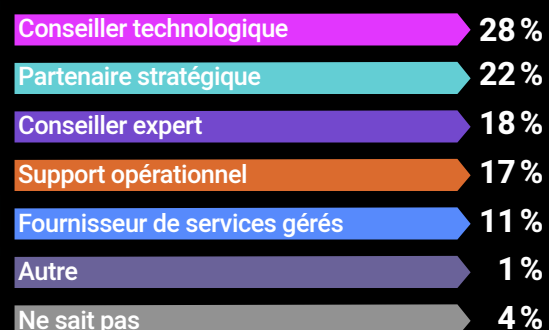 Conseiller technologique 28 %
Partenaire stratégique 22 %
Conseiller expert 18 %
Support opérationnel 17 %
Fournisseur de services gérés 11 %
Autre 1 %
Ne sait pas 4 %